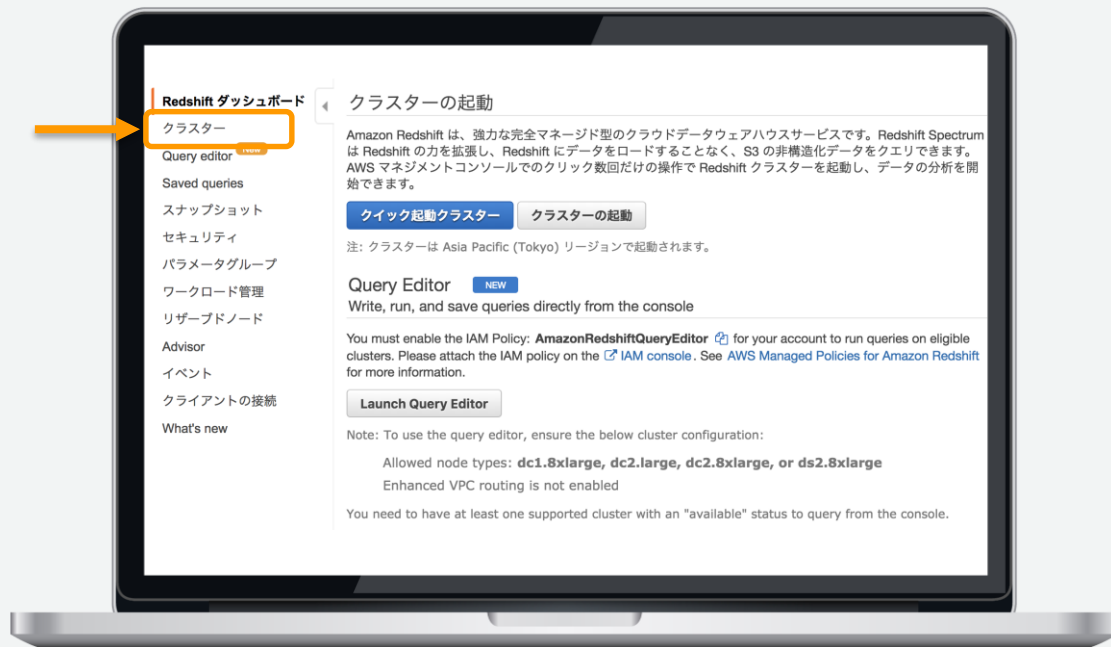 Redshift ダッシュボード
クラスター
Query editor New
Saved queries
スナップショット
セキュリティ
パラメータグループ
ワークロード管理
リザーブドノード
Advisor
イベント
クライアントの接続
What's new
クラスターの起動
Amazon Redshift は、強力な完全マネージド型のクラウドデータウェアハウスサービスです。Redshift Spectrum
は Redshift の力を拡張し、Redshift にデータをロードすることなく、S3 の非構造化データをクエリできます。
AWS マネジメントコンソールでのクリック数回だけの操作で Redshift クラスターを起動し、データの分析を開
始できます。
クイック起動クラスター クラスターの起動
注: クラスターは Asia Pacific (Tokyo) リージョンで起動されます。
Query Editor NEW
Write, run, and save queries directly from the console
You must enable the IAM Policy: AmazonRedshiftQueryEditor for your account to run queries on eligible
clusters. Please attach the IAM policy on the IAM console. See AWS Managed Policies for Amazon Redshift
for more information.
Launch Query Editor
Note: To use the query editor, ensure the below cluster configuration:
Allowed node types: dc1.8xlarge, dc2.large, dc2.8xlarge, or ds2.8xlarge
Enhanced VPC routing is not enabled
You need to have at least one supported cluster with an "available" status to query from the console.